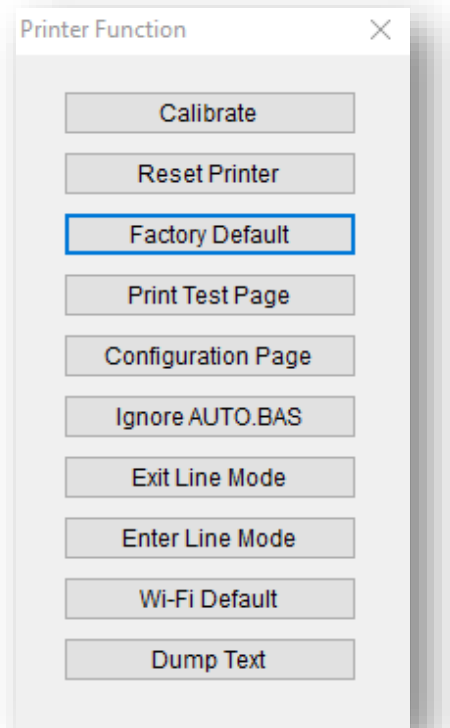 Printer Function
Calibrate
Reset Printer
Factory Default
Print Test Page
Configuration Page
Ignore AUTO.BAS
Exit Line Mode
Enter Line Mode
Wi-Fi Default
Dump Text